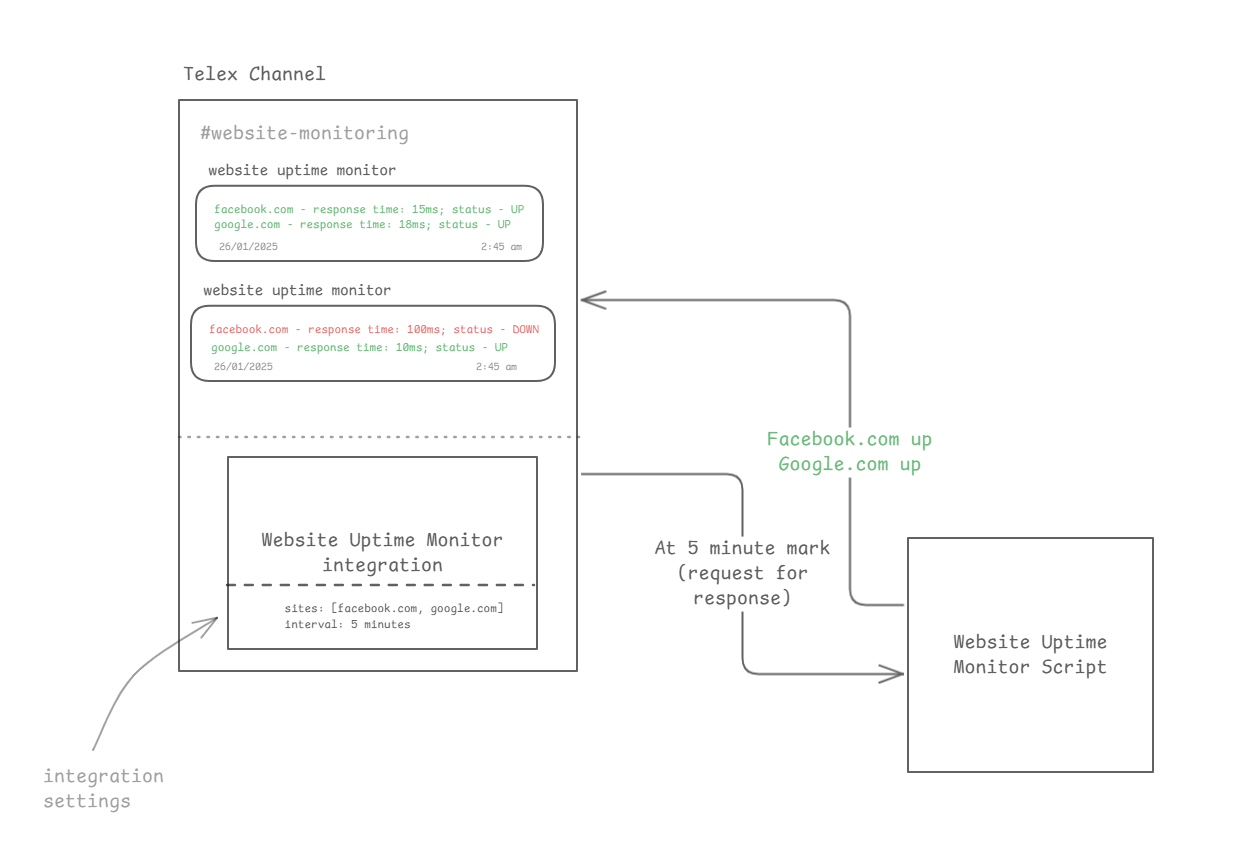 Telex Channel
#website-monitoring
website uptime monitor
facebook.com - response time: 15ms; status - UP
google.com - response time: 18ms; status - UP
26/01/2025 2:45 am
website uptime monitor
facebook.com - response time: 100ms; status - DOWN
google.com - response time: 10ms; status - UP
26/01/2025 2:45 am
Website Uptime Monitor
integration
sites: [facebook.com, google.com]
interval: 5 minutes
integration
settings
Facebook.com up
Google.com up
At 5 minute mark
(request for
response)
Website Uptime
Monitor Script